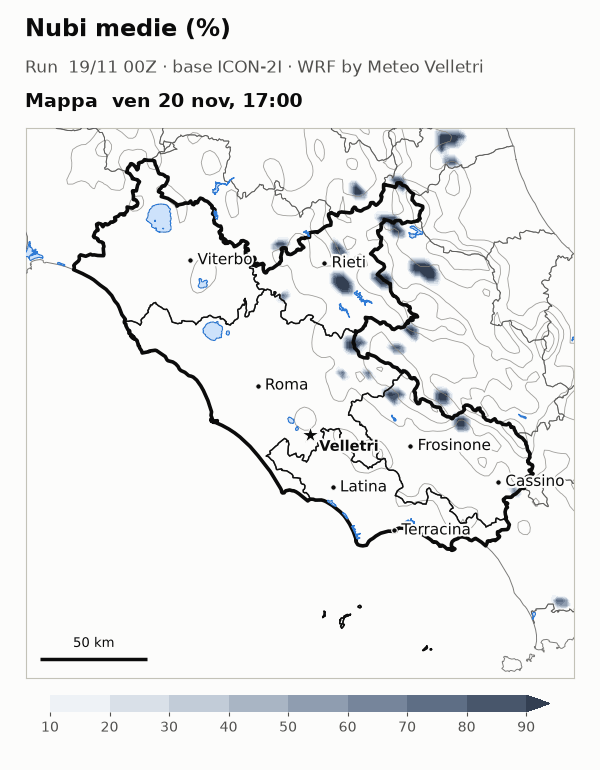 Nubi medie (%)
Run  19/11 00Z · base ICON-2I · WRF by Meteo Velletri
Mappa  ven 20 nov, 17:00
Viterbo
Rieti
Roma
Velletri
Frosinone
Latina
Cassino
Terracina
50 km
10 20 30 40 50 60 70 80 90